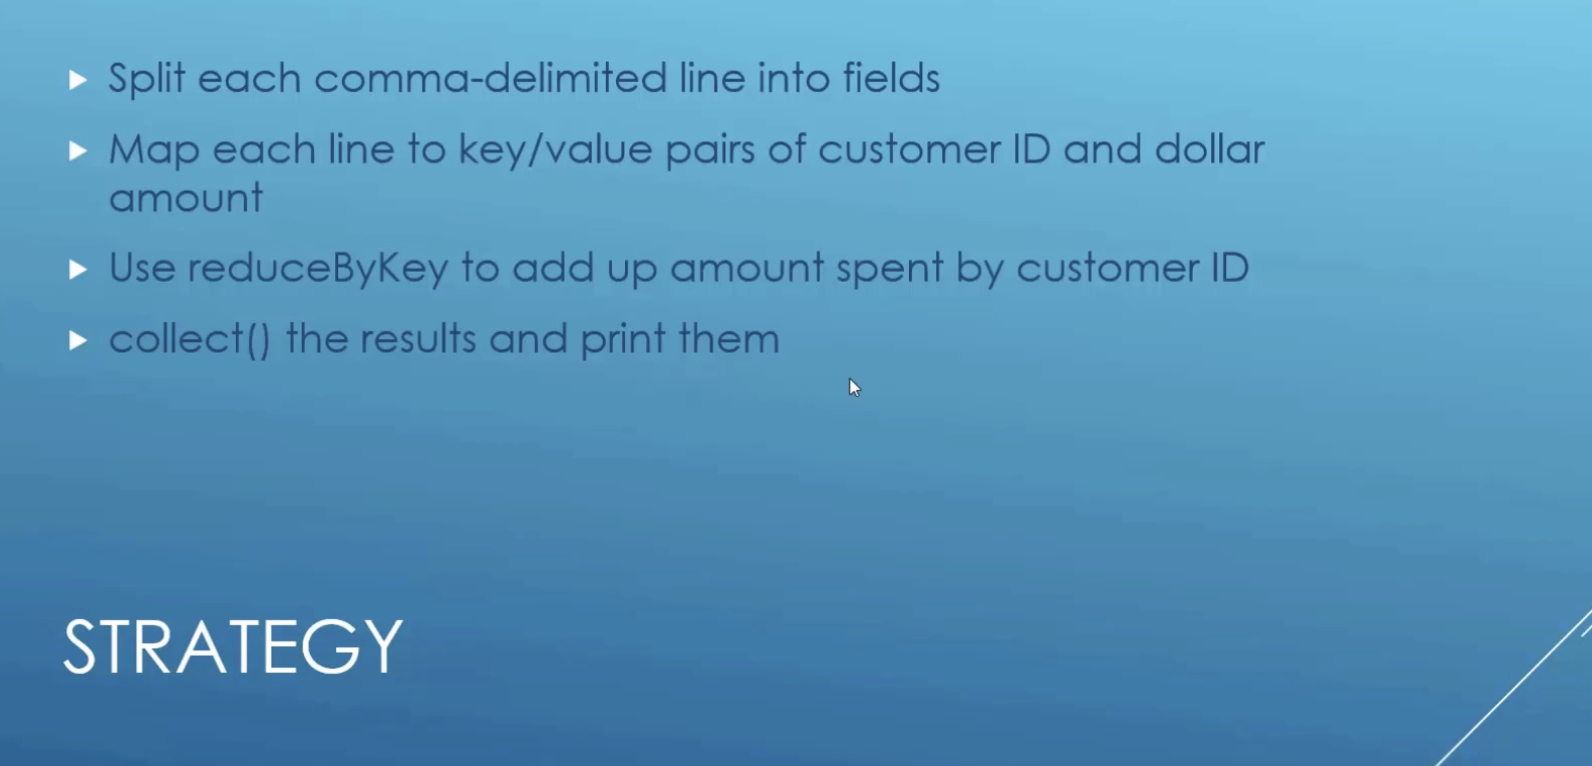 Split each comma-delimited line into fields
Map each line to key/value pairs of customer ID and dollar
amount
Use reduceByKey to add up amount spent by customer ID
collect() the results and print them
STRATEGY